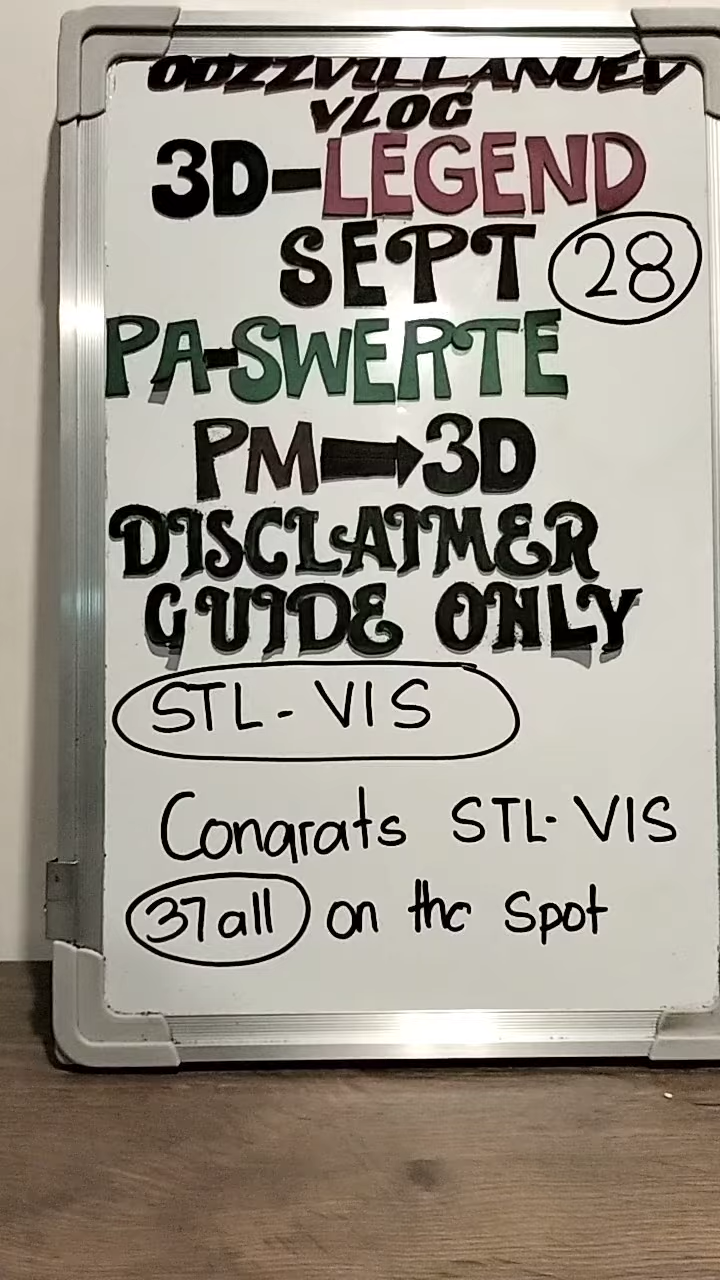 ODZZVILLANUEV
VLOG
3D-LEGEND
SEPT 28
PA-SWERTE
PM➡3D
DISCLAIMER
GUIDE ONLY
STL- VIS
Congrats STL- VIS
37all on the spot